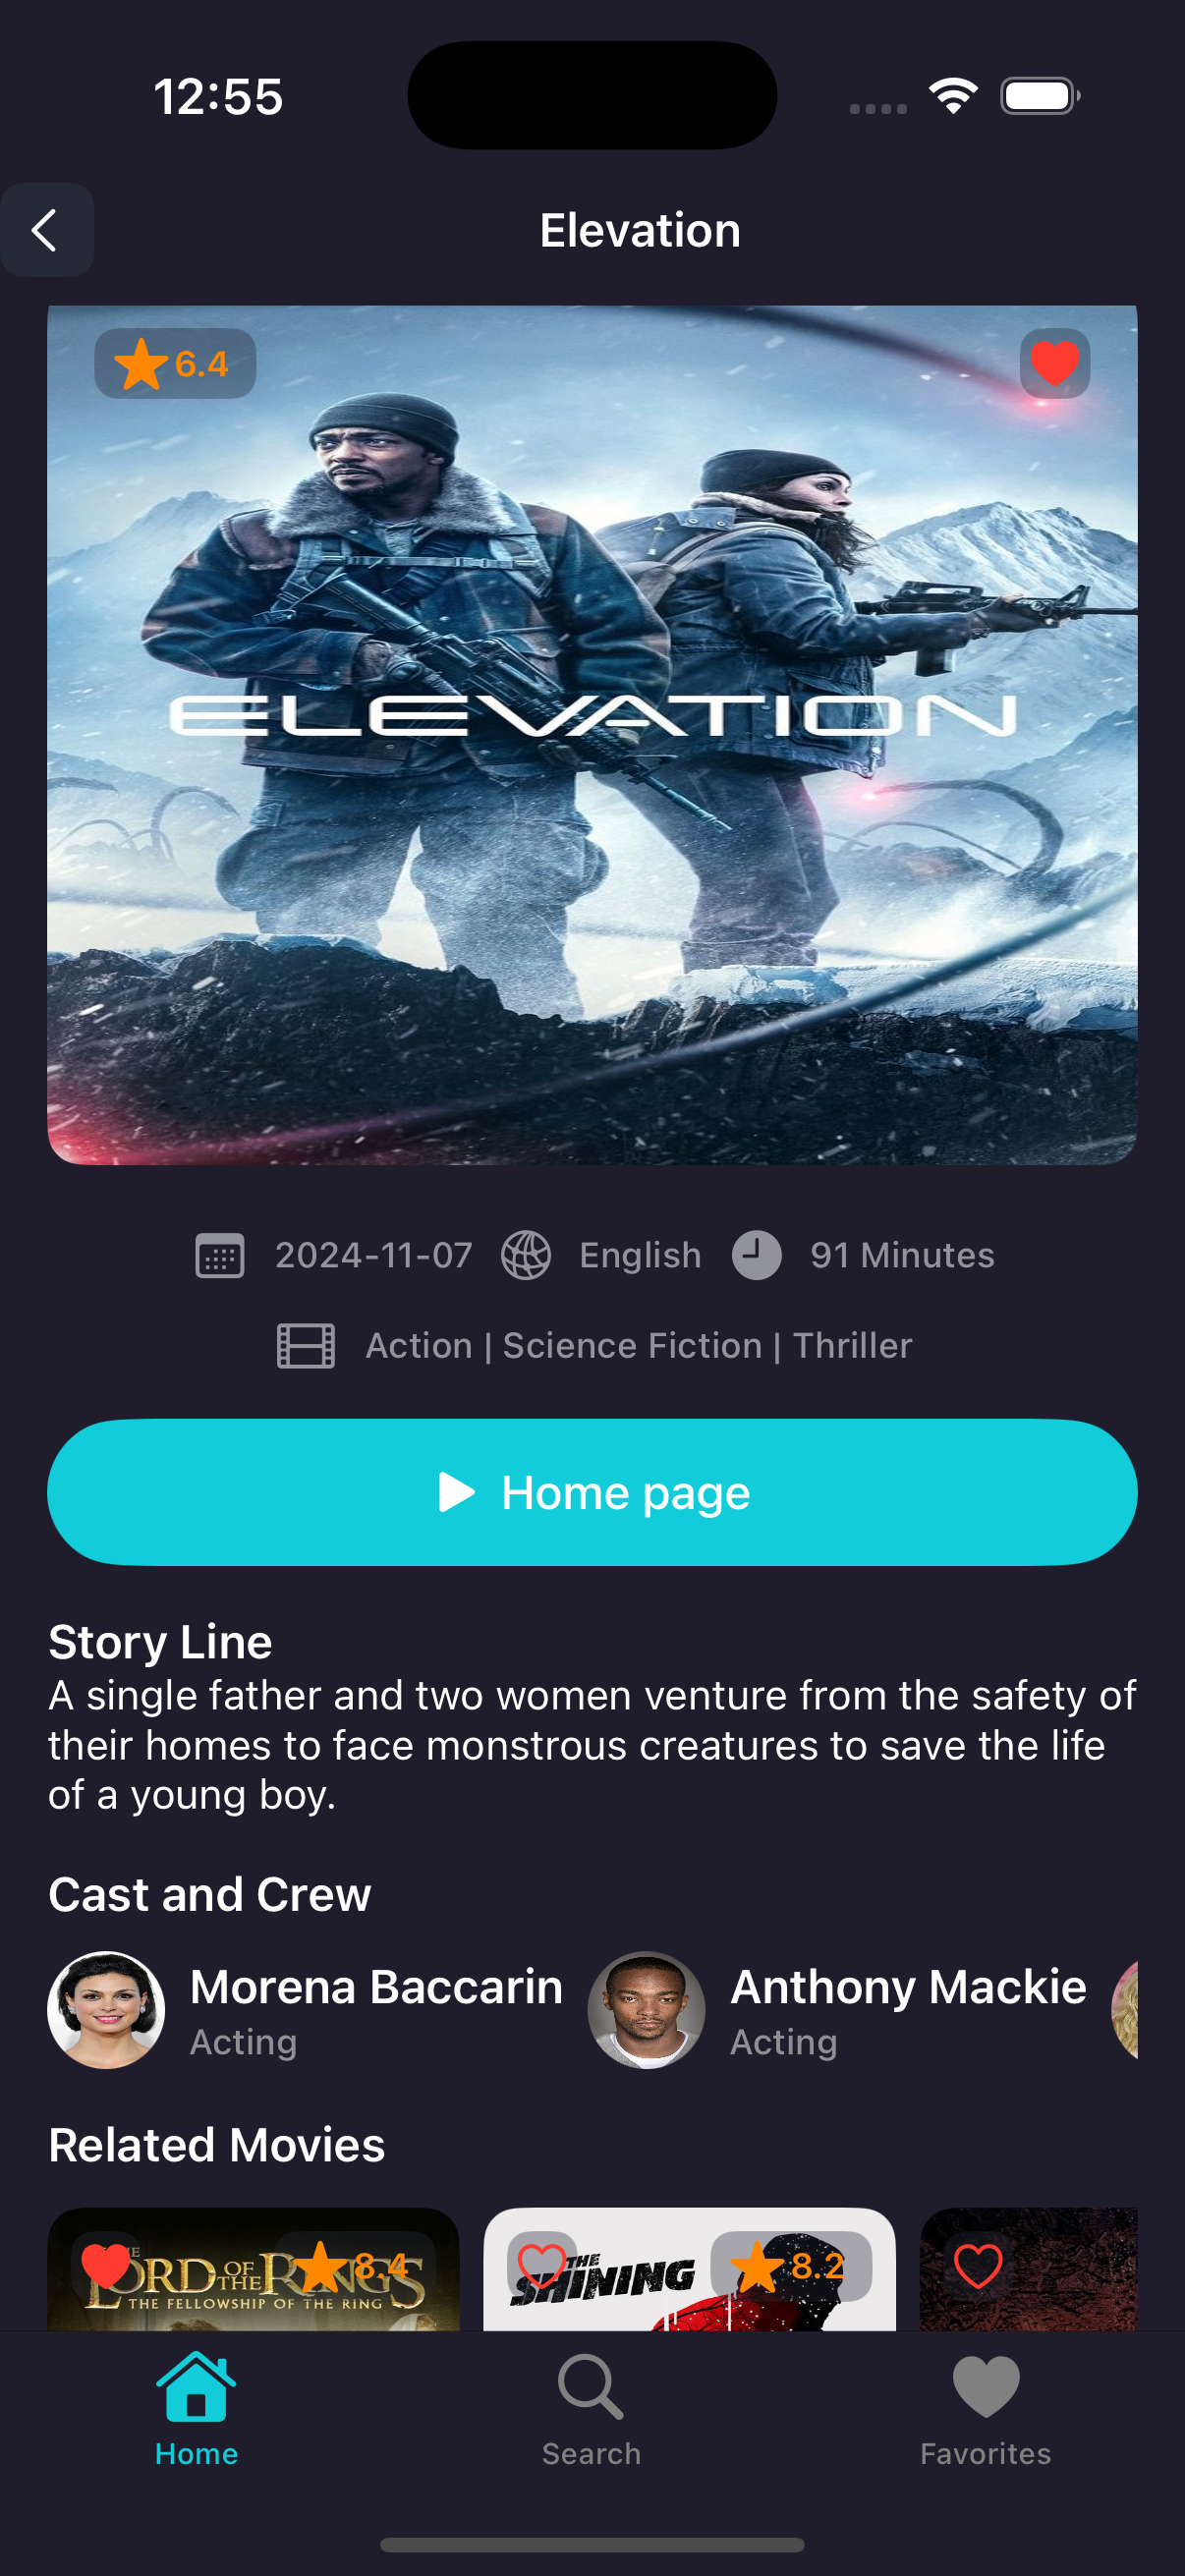 12:55
Elevation
6.4
ELEVATION
2024-11-07 English 91 Minutes
Action | Science Fiction | Thriller
Home page
Story Line
A single father and two women venture from the safety of
their homes to face monstrous creatures to save the life
of a young boy.
Cast and Crew
Morena Baccarin
Acting
Anthony Mackie
Acting
Related Movies
THE
LORD OF THE RINGS
THE FELLOWSHIP OF THE RING
8.4
THE
SHINING
8.2
Home
Search
Favorites